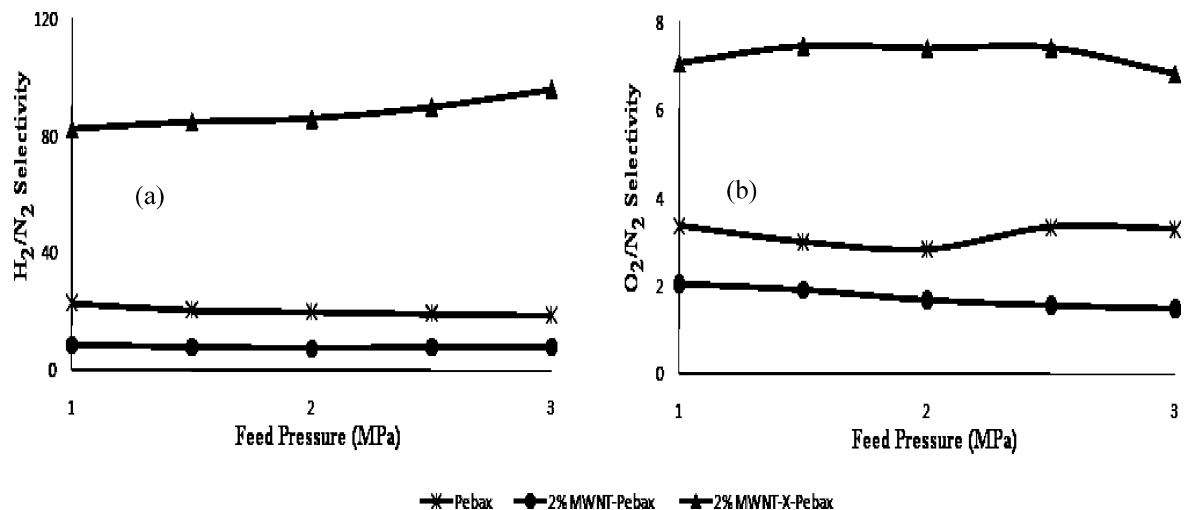 120
80
40
0
H2/N2 Selectivity
(a)
1 2 3
Feed Pressure (MPa)
8
6
4
2
0
O2/N2 Selectivity
(b)
1 2 3
Feed Pressure (MPa)
Pebax 2% MWNT-Pebax 2% MWNT-X-Pebax